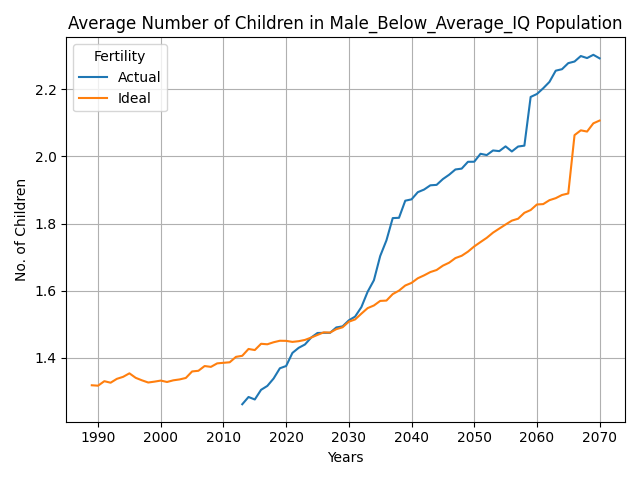 Average Number of Children in Male_Below_Average_IQ Population
Fertility
Actual
Ideal
No. of Children
2.2
2.0
1.8
1.6
1.4
1990 2000 2010 2020 2030 2040 2050 2060 2070
Years